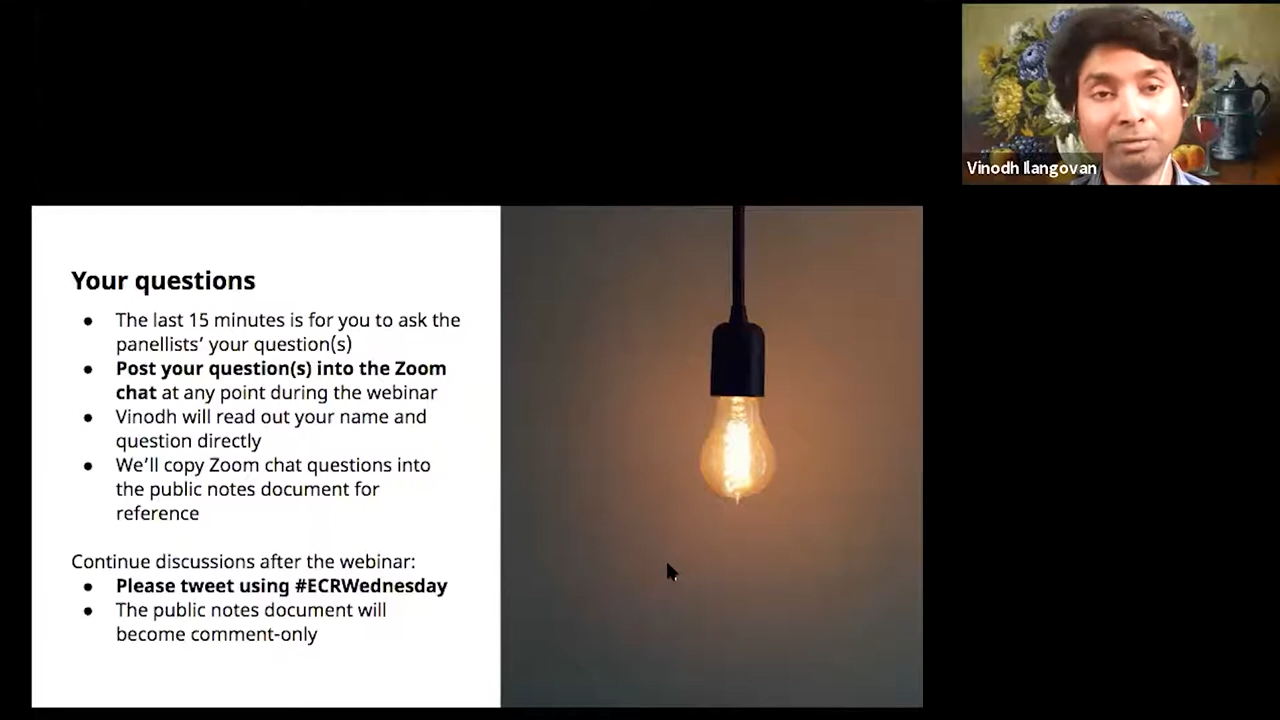 Vinodh Ilangovan
Your questions
● The last 15 minutes is for you to ask the
panellists’ your question(s)
● Post your question(s) into the Zoom
chat at any point during the webinar
● Vinodh will read out your name and
question directly
● We’ll copy Zoom chat questions into
the public notes document for
reference
Continue discussions after the webinar:
● Please tweet using #ECRWednesday
● The public notes document will
become comment-only